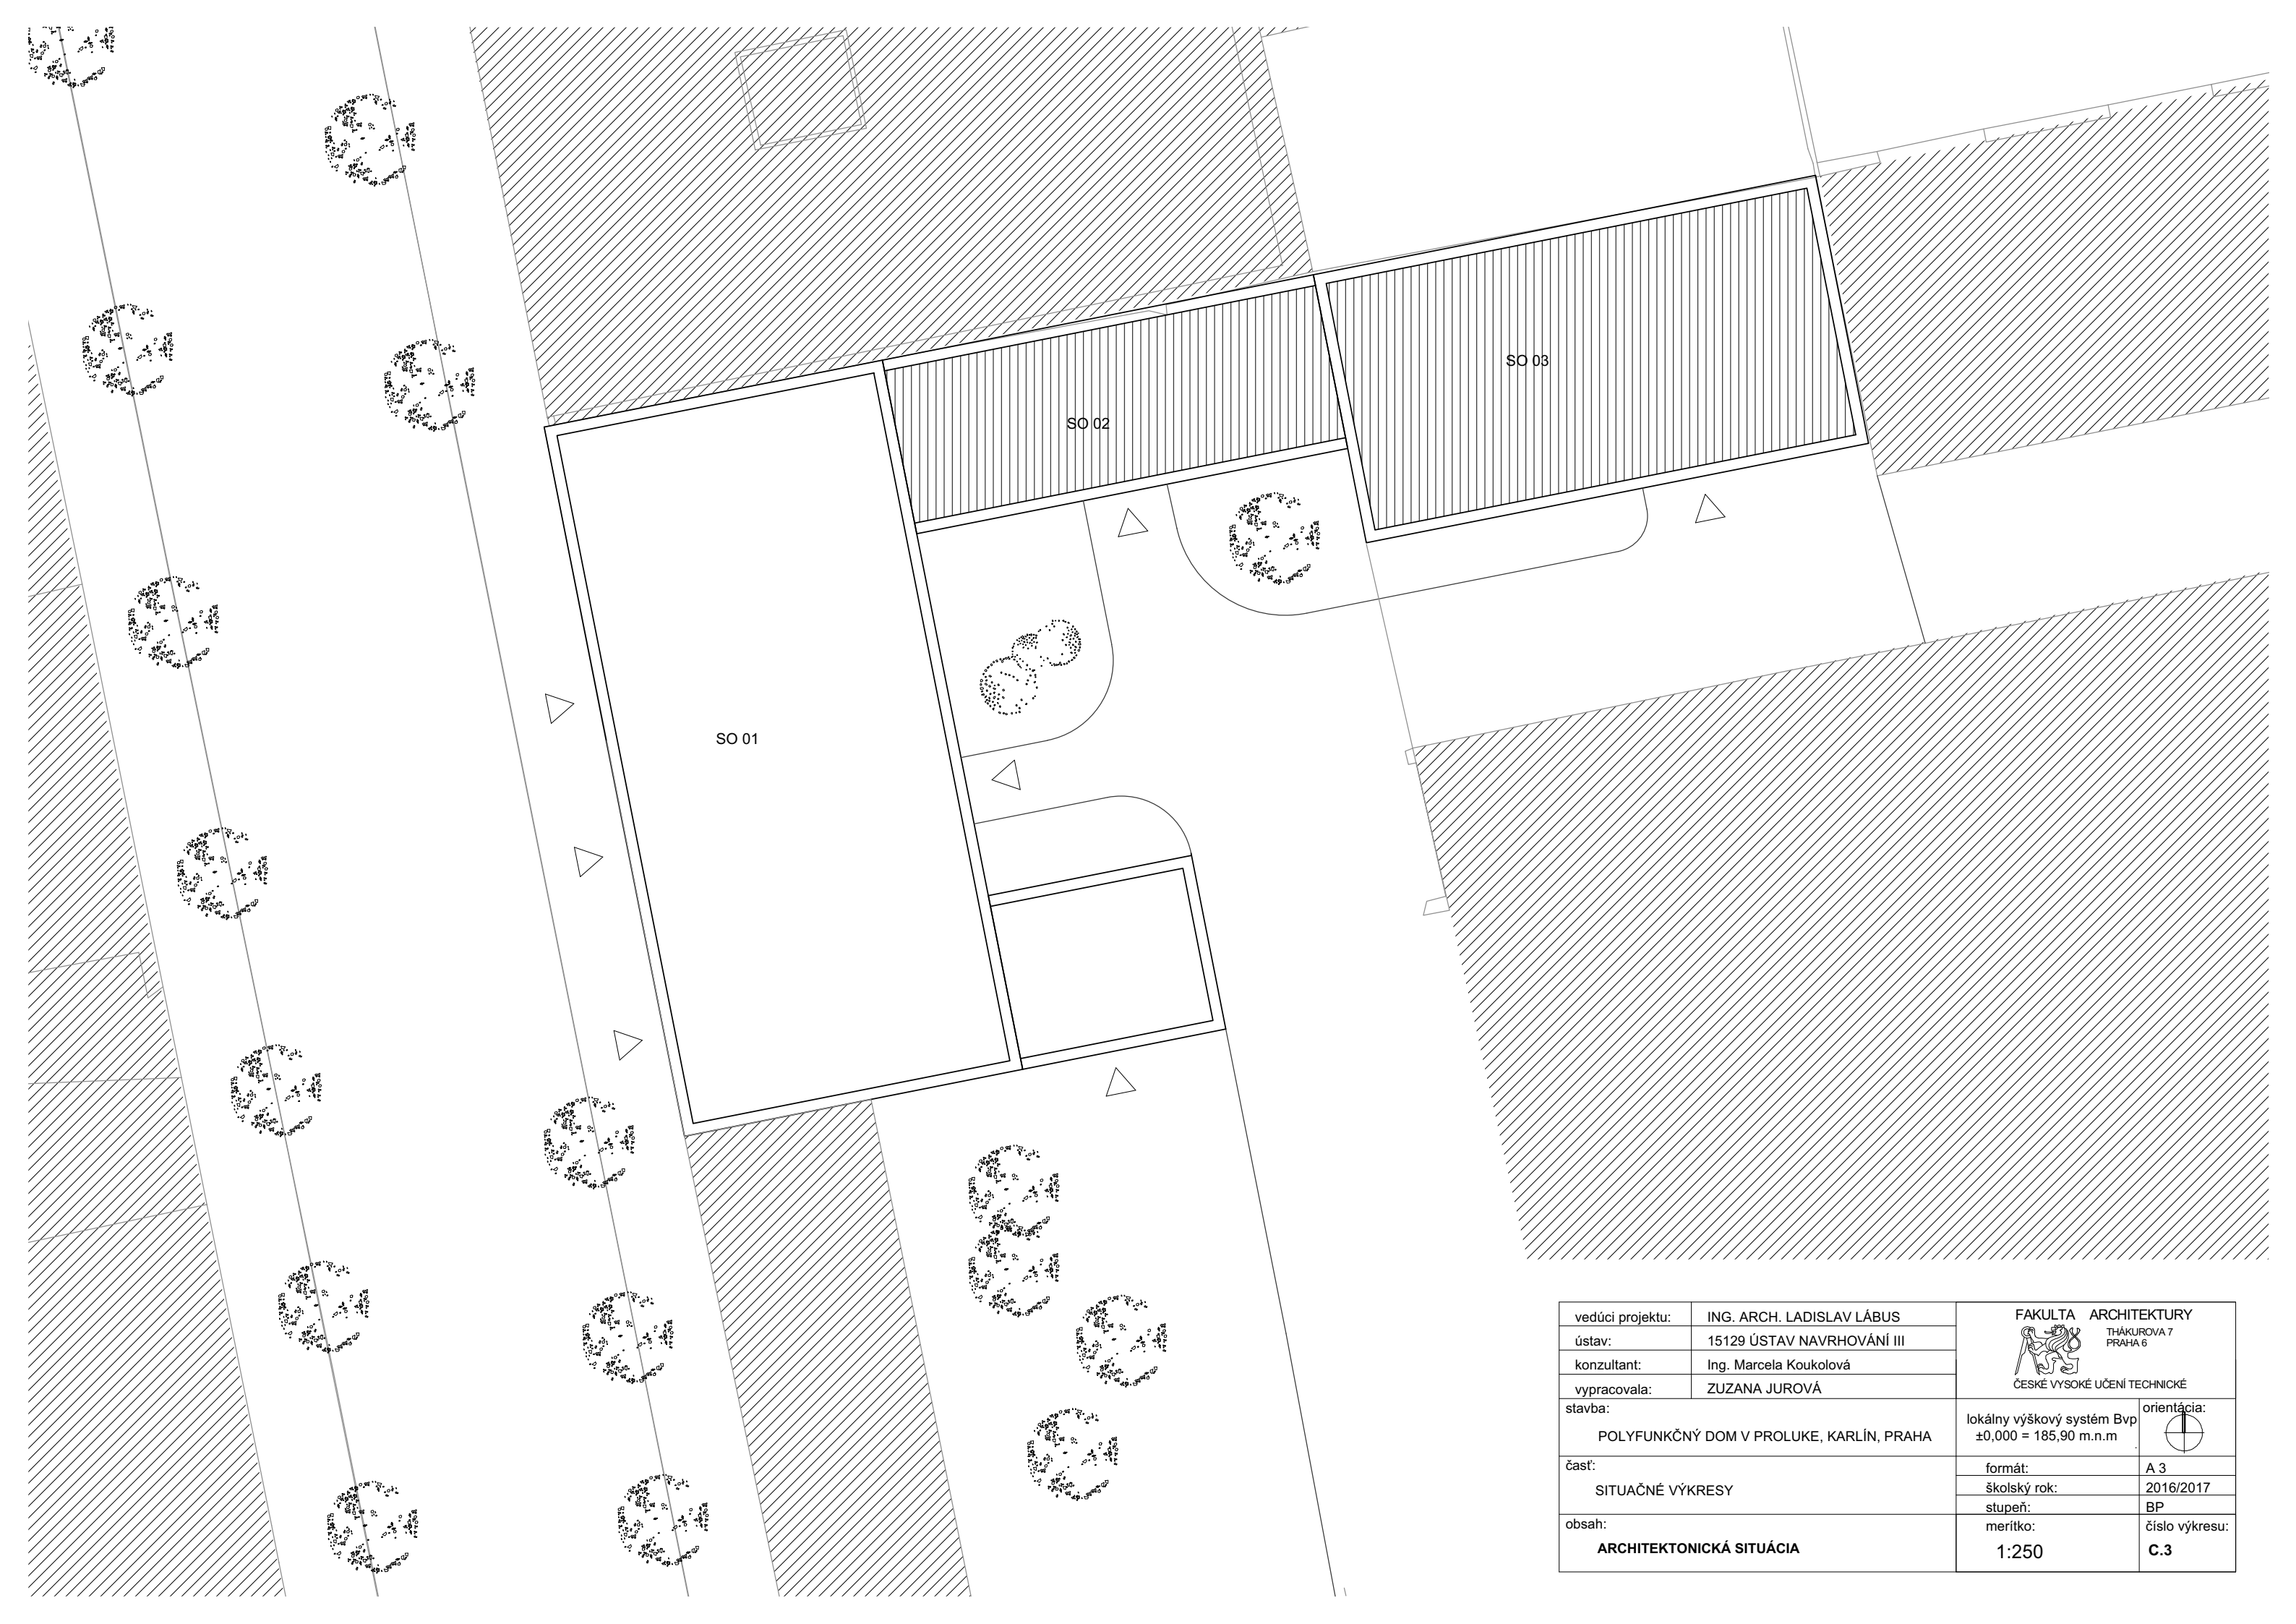 SO 03
SO 02
SO 01
vedúci projektu: ING. ARCH. LADISLAV LÁBUS
ústav: 15129 ÚSTAV NAVRHOVÁNÍ III
konzultant: Ing. Marcela Koukolová
vypracovala: ZUZANA JUROVÁ
FAKULTA ARCHITEKTURY
THÁKUROVA 7
PRAHA 6
ČESKÉ VYSOKÉ UČENÍ TECHNICKÉ
stavba:
POLYFUNKČNÝ DOM V PROLUKE, KARLÍN, PRAHA
lokálny výškový systém Bvp
±0,000 = 185,90 m.n.m
orientácia:
časť:
SITUAČNÉ VÝKRESY
formát: A 3
školský rok: 2016/2017
stupeň: BP
obsah:
ARCHITEKTONICKÁ SITUÁCIA
merítko: číslo výkresu:
1:250 C.3